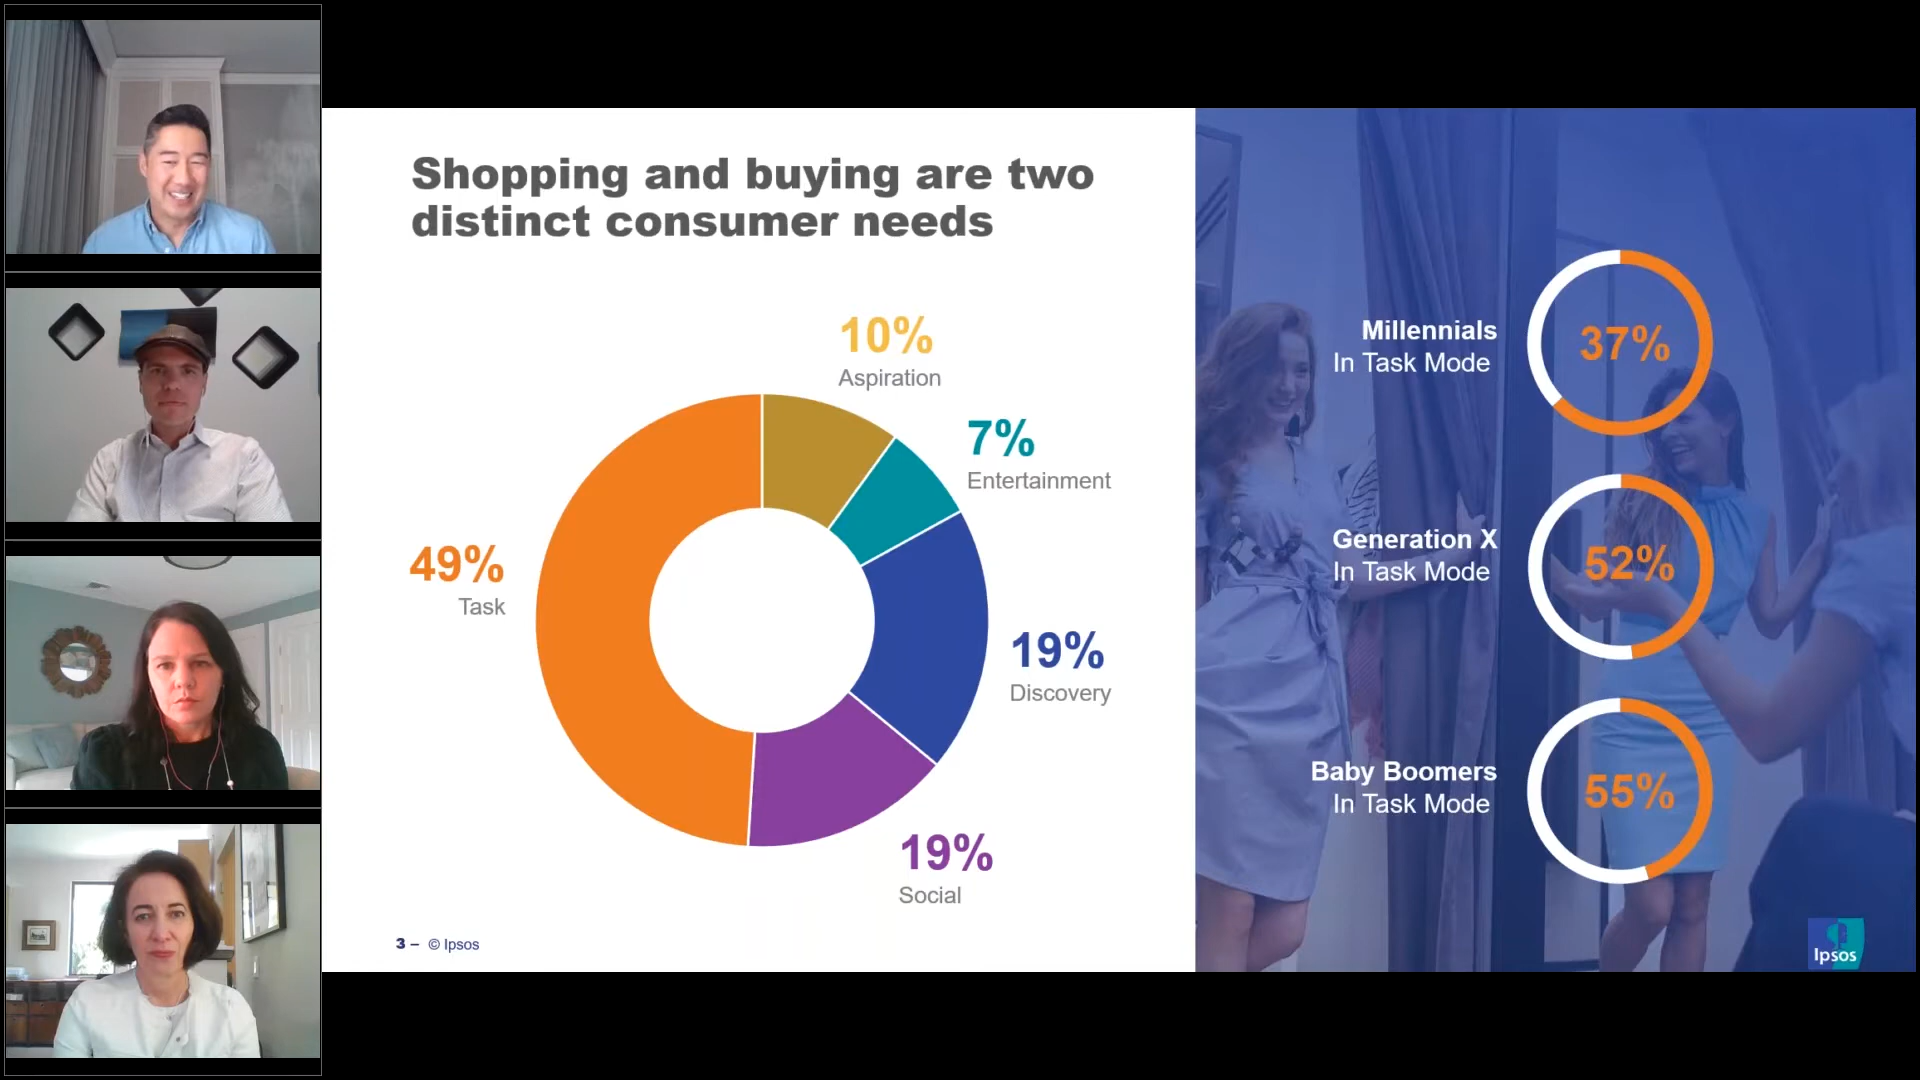 Shopping and buying are two
distinct consumer needs
10%
Aspiration
7%
Entertainment
49%
Task
19%
Discovery
19%
Social
3 – © Ipsos
Millennials
In Task Mode
37%
Generation X
In Task Mode
52%
Baby Boomers
In Task Mode
55%
Ipsos